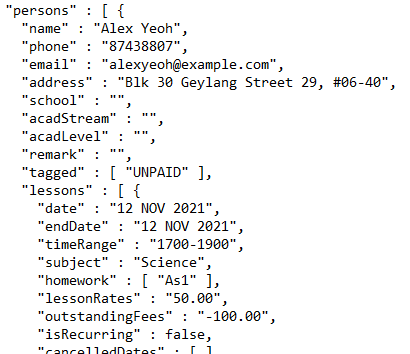 "persons" : [ {
"name" : "Alex Yeoh",
"phone" : "87438807",
"email" : "alexyeoh@example.com",
"address" : "Blk 30 Geylang Street 29, #06-40",
"school" : "",
"acadStream" : "",
"acadLevel" : "",
"remark" : "",
"tagged" : [ "UNPAID" ],
"lessons" : [ {
"date" : "12 NOV 2021",
"endDate" : "12 NOV 2021",
"timeRange" : "1700-1900",
"subject" : "Science",
"homework" : [ "As1" ],
"lessonRates" : "50.00",
"outstandingFees" : "-100.00",
"isRecurring" : false,
"cancelledDates" : [ ]